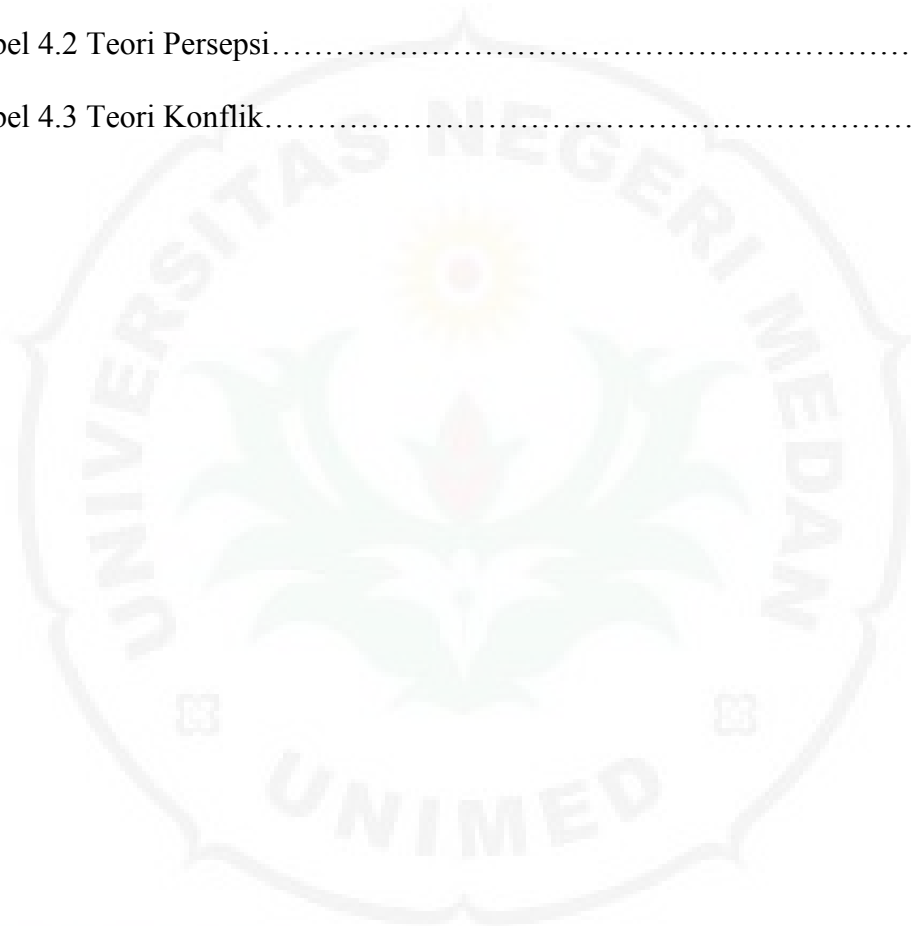 bel 4.2 Teori Persepsi……………………………………………………
bel 4.3 Teori Konflik……………………………………………………
UNIVERSITAS NEGERI MEDAN
UNIMED